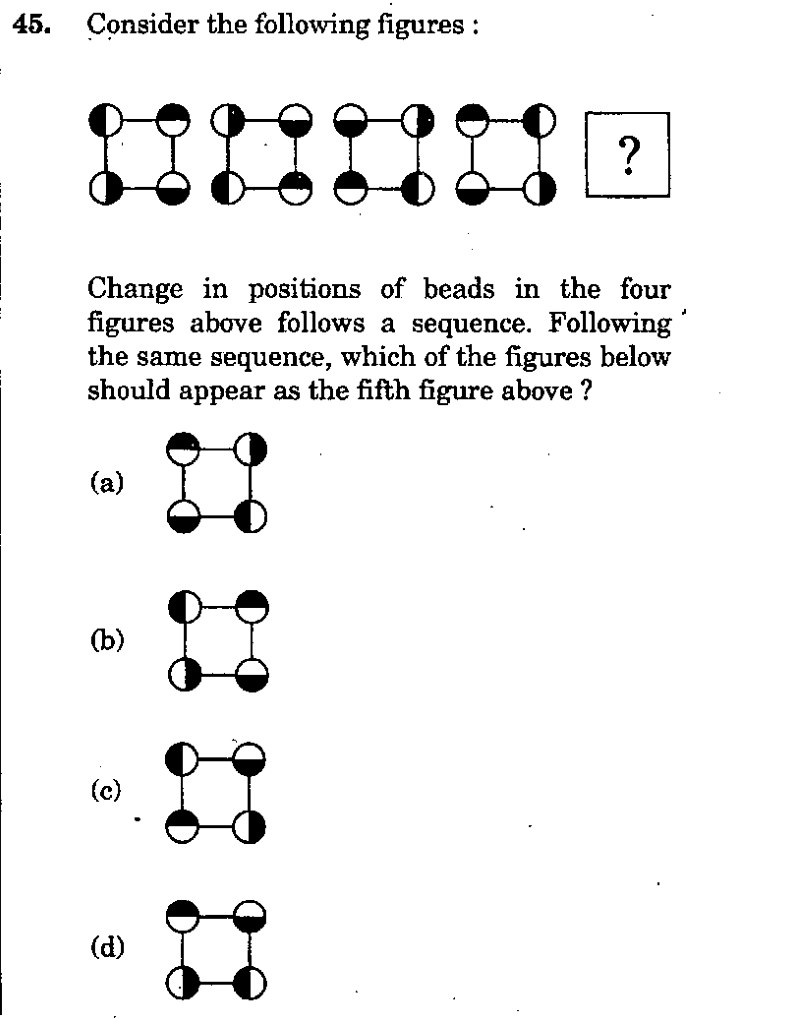 45. Consider the following figures :
?
Change in positions of beads in the four
figures above follows a sequence. Following
the same sequence, which of the figures below
should appear as the fifth figure above ?
(a)
(b)
(c)
(d)